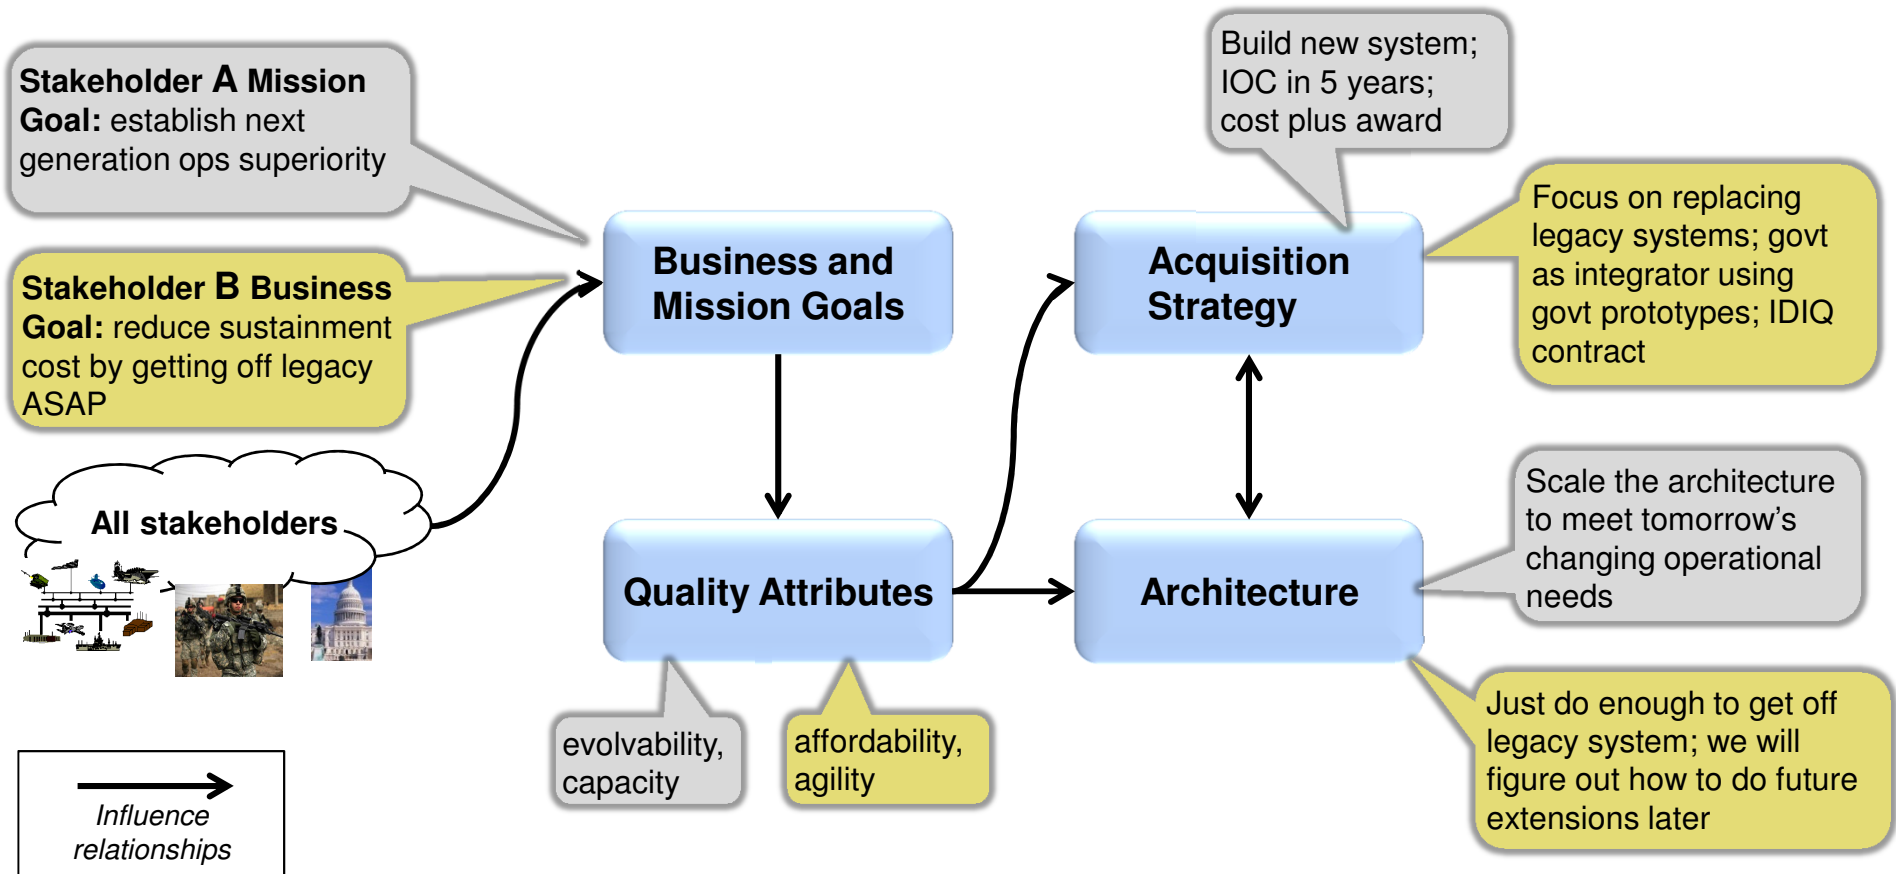 Stakeholder A Mission
Goal: establish next
generation ops superiority
Stakeholder B Business
Goal: reduce sustainment
cost by getting off legacy
ASAP
All stakeholders
Influence
relationships
Business and
Mission Goals
Quality Attributes
evolvability,
capacity
affordability,
agility
Build new system;
IOC in 5 years;
cost plus award
Acquisition
Strategy
Focus on replacing
legacy systems; govt
as integrator using
govt prototypes; IDIQ
contract
Architecture
Scale the architecture
to meet tomorrow’s
changing operational
needs
Just do enough to get off
legacy system; we will
figure out how to do future
extensions later